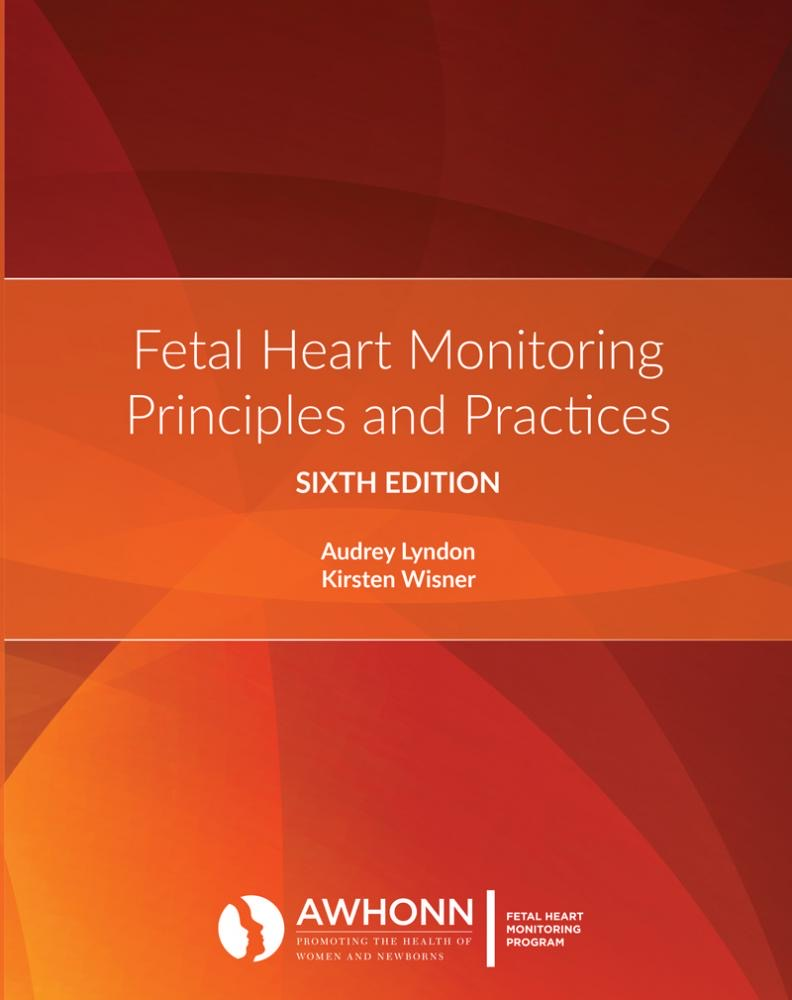 Fetal Heart Monitoring
Principles and Practices
SIXTH EDITION
Audrey Lyndon
Kirsten Wisner
AWHONN
PROMOTING THE HEALTH OF
WOMEN AND NEWBORNS
FETAL HEART
MONITORING
PROGRAM